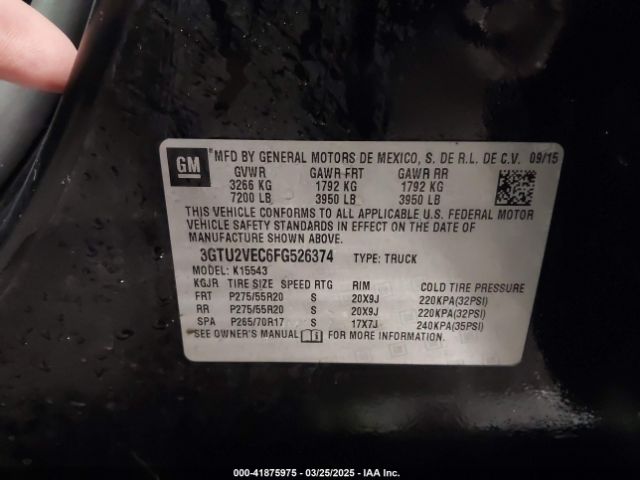 GM
MFD BY GENERAL MOTORS DE MEXICO, S. DE R.L. DE C.V. 09/15
GVWR GAWR FRT GAWR RR
3266 KG 1792 KG 1792 KG
7200 LB 3950 LB 3950 LB
THIS VEHICLE CONFORMS TO ALL APPLICABLE U.S. FEDERAL MOTOR
VEHICLE SAFETY STANDARDS IN EFFECT ON THE DATE OF
MANUFACTURE SHOWN ABOVE.
3GTU2VEC6FG526374 TYPE: TRUCK
MODEL: K15543
KGJR TIRE SIZE SPEED RTG RIM COLD TIRE PRESSURE
FRT P275/55R20 S 20X9J 220KPA(32PSI)
RR P275/55R20 S 20X9J 220KPA(32PSI)
SPA P265/70R17 S 17X7J 240KPA(35PSI)
SEE OWNER'S MANUAL FOR MORE INFORMATION.
00-41875975 | 03/25/2025 | IAAI.COM